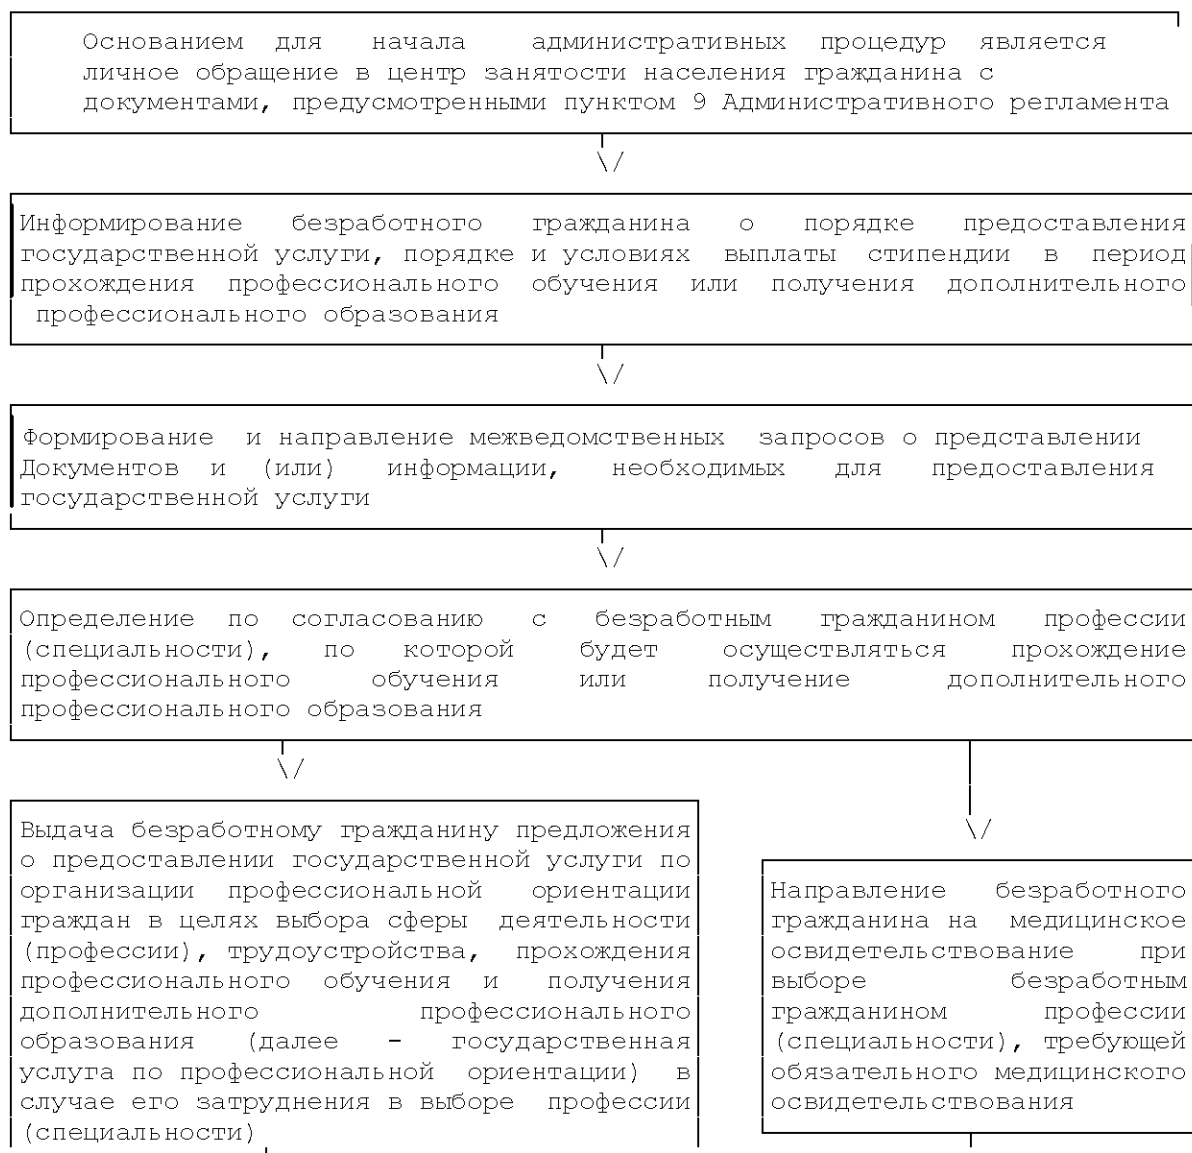 Основанием для начала административных процедур является
личное обращение в центр занятости населения гражданина с
документами, предусмотренными пунктом 9 Административного регламента
\/
Информирование безработного гражданина о порядке предоставления
государственной услуги, порядке и условиях выплаты стипендии в период
прохождения профессионального обучения или получения дополнительного
профессионального образования
\/
Формирование и направление межведомственных запросов о представлении
Документов и (или) информации, необходимых для предоставления
государственной услуги
\/
Определение по согласованию с безработным гражданином профессии
(специальности), по которой будет осуществляться прохождение
профессионального обучения или получение дополнительного
профессионального образования
\/
Выдача безработному гражданину предложения
о предоставлении государственной услуги по
организации профессиональной ориентации
граждан в целях выбора сферы деятельности
(профессии), трудоустройства, прохождения
профессионального обучения и получения
дополнительного профессионального
образования (далее - государственная
услуга по профессиональной ориентации) в
случае его затруднения в выборе профессии
(специальности)
\/
Направление безработного
гражданина на медицинское
освидетельствование при
выборе безработным
гражданином профессии
(специальности), требующей
обязательного медицинского
освидетельствования